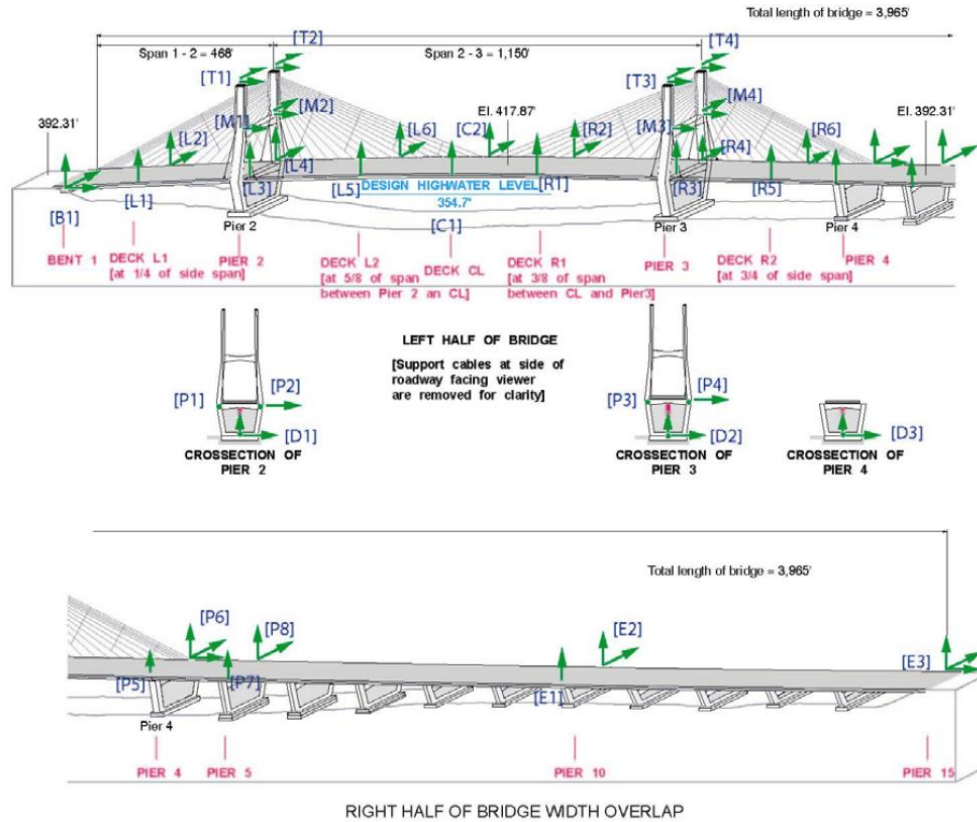 Total length of bridge = 3,965'
[T2]
[T4]
Span 1 - 2 = 468'
Span 2 - 3 = 1,150'
[T1]
[T3]
392.31'
[M2]
[M1]
[L2]
[L6]
[C2]
El. 417.87'
[R2]
[M4]
[M3]
[R6]
El. 392.31'
[L4]
[R4]
[L1]
[L3]
[L5]
DESIGN HIGHWATER LEVEL
354.7'
[R1]
[R3]
[R5]
[B1]
Pier 2
[C1]
Pier 3
Pier 4
BENT 1
DECK L1
[at 1/4 of side span]
PIER 2
DECK L2
[at 5/8 of span
between Pier 2 an CL]
DECK CL
DECK R1
[at 3/8 of span
between CL and Pier3]
PIER 3
DECK R2
[at 3/4 of side span]
PIER 4
LEFT HALF OF BRIDGE
[Support cables at side of
roadway facing viewer
are removed for clarity]
[P1]
[P2]
[D1]
CROSSECTION OF
PIER 2
[P3]
[P4]
[D2]
CROSSECTION OF
PIER 3
[D3]
CROSSECTION OF
PIER 4
Total length of bridge = 3,965'
[P6]
[P8]
[E2]
[E3]
[P5]
[P7]
[E1]
Pier 4
PIER 4
PIER 5
PIER 10
PIER 15
RIGHT HALF OF BRIDGE WIDTH OVERLAP